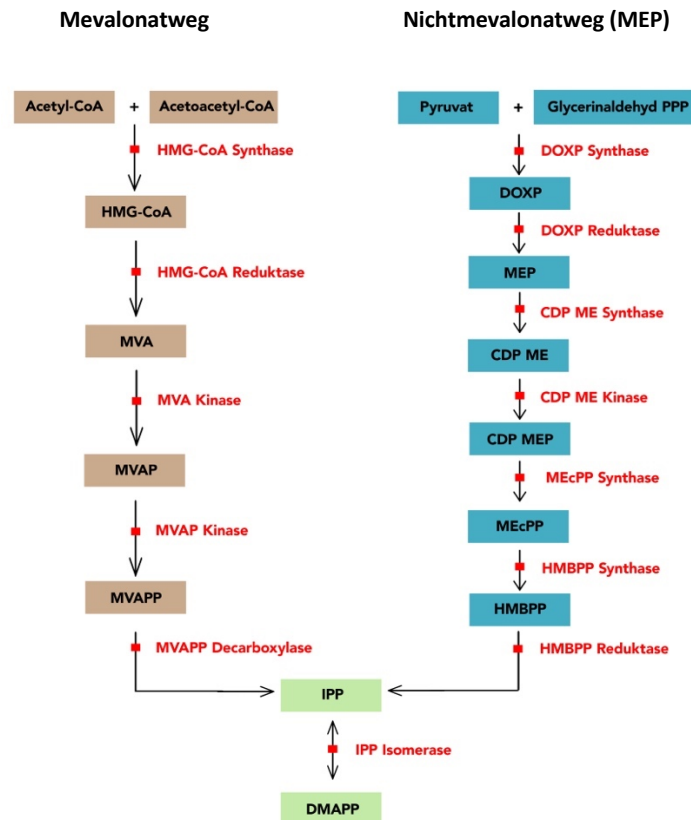 Mevalonatweg
Nichtmevalonatweg (MEP)
Acetyl-CoA + Acetoacetyl-CoA
HMG-CoA Synthase
HMG-CoA
HMG-CoA Reduktase
MVA
MVA Kinase
MVAP
MVAP Kinase
MVAPP
MVAPP Decarboxylase
Pyruvat + Glycerinaldehyd PPP
DOXP Synthase
DOXP
DOXP Reduktase
MEP
CDP ME Synthase
CDP ME
CDP ME Kinase
CDP MEP
MEcPP Synthase
MEcPP
HMBPP Synthase
HMBPP
HMBPP Reduktase
IPP
IPP Isomerase
DMAPP